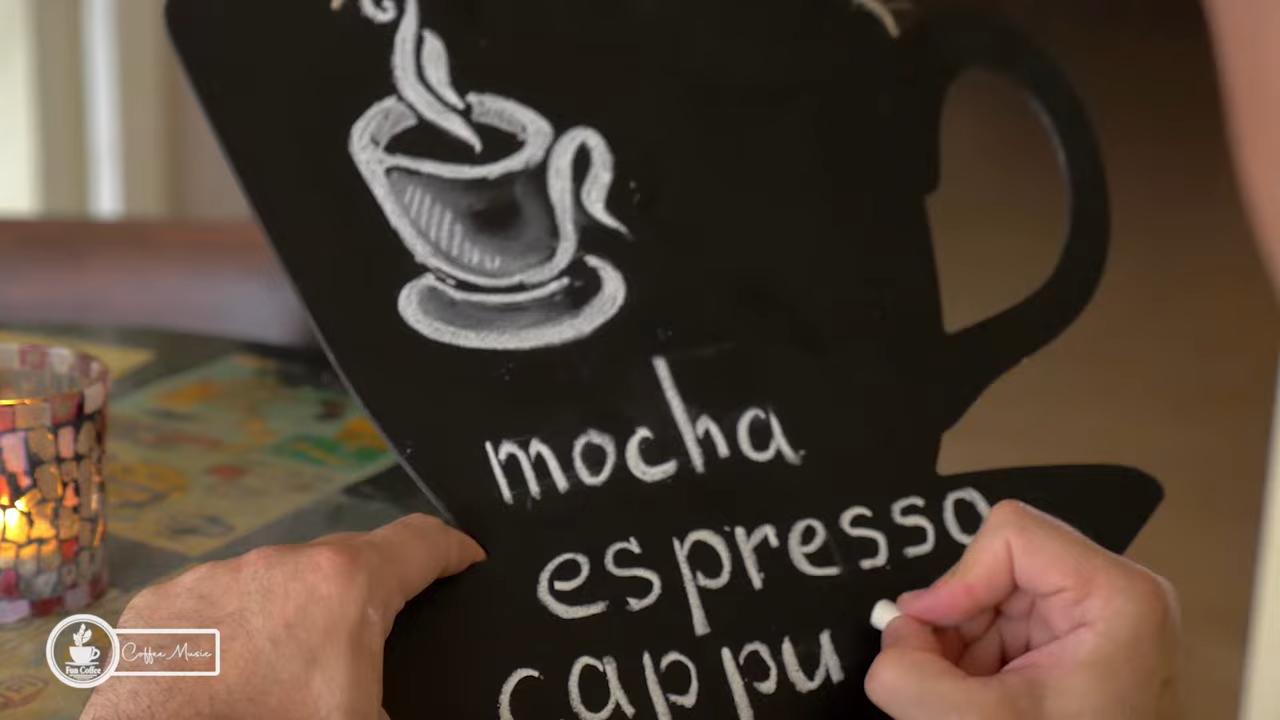 mocha
espresso
cappu
Fun Coffee
Coffee Music